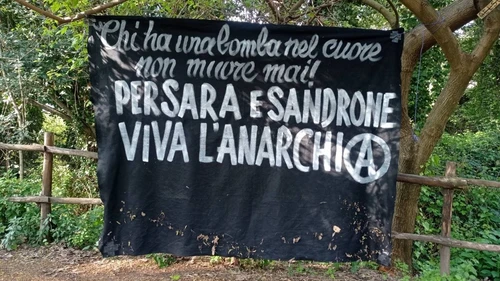 Chi ha una bomba nel cuore
non muore mai!
PER SARA E SANDRONE
VIVA L'ANARCHIA